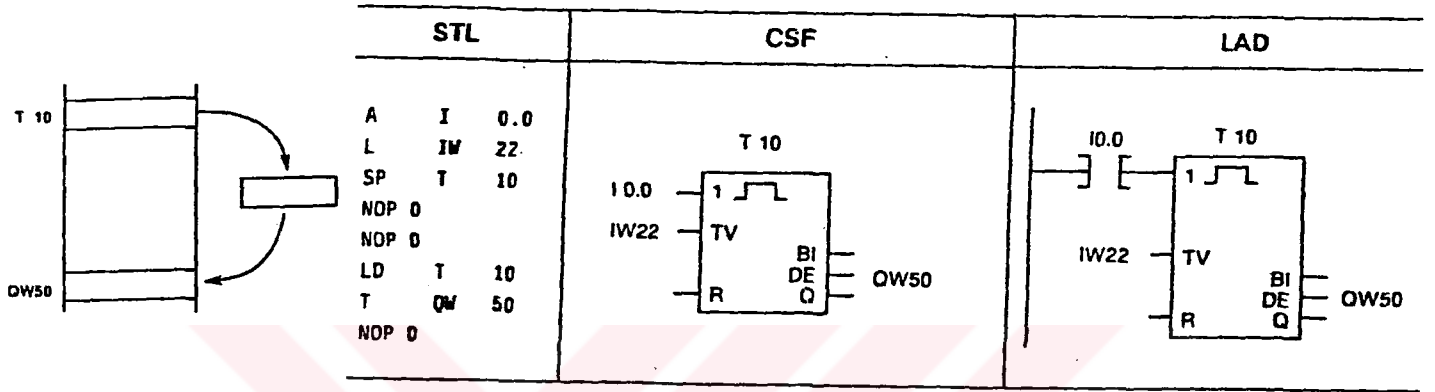 STL
CSF
LAD
T 10
QW50
A I 0.0
L IW 22
SP T 10
NOP 0
NOP 0
LD T 10
T QW 50
NOP 0
T 10
I 0.0
1
IW22
TV
BI
DE
QW50
R
Q
I0.0
T 10
1
IW22
TV
BI
DE
QW50
R
Q